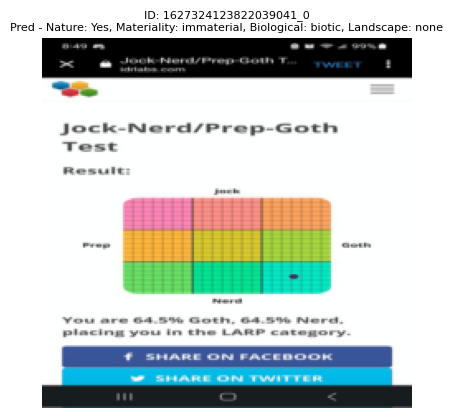 ID: 1627324123822039041_0
Pred - Nature: Yes, Materiality: immaterial, Biological: biotic, Landscape: none
8:49
99%
Jock-Nerd/Prep-Goth T...
idrlabs.com
TWEET
Jock-Nerd/Prep-Goth
Test
Result:
Jock
Prep
Goth
Nerd
You are 64.5% Goth, 64.5% Nerd,
placing you in the LARP category.
f SHARE ON FACEBOOK
SHARE ON TWITTER